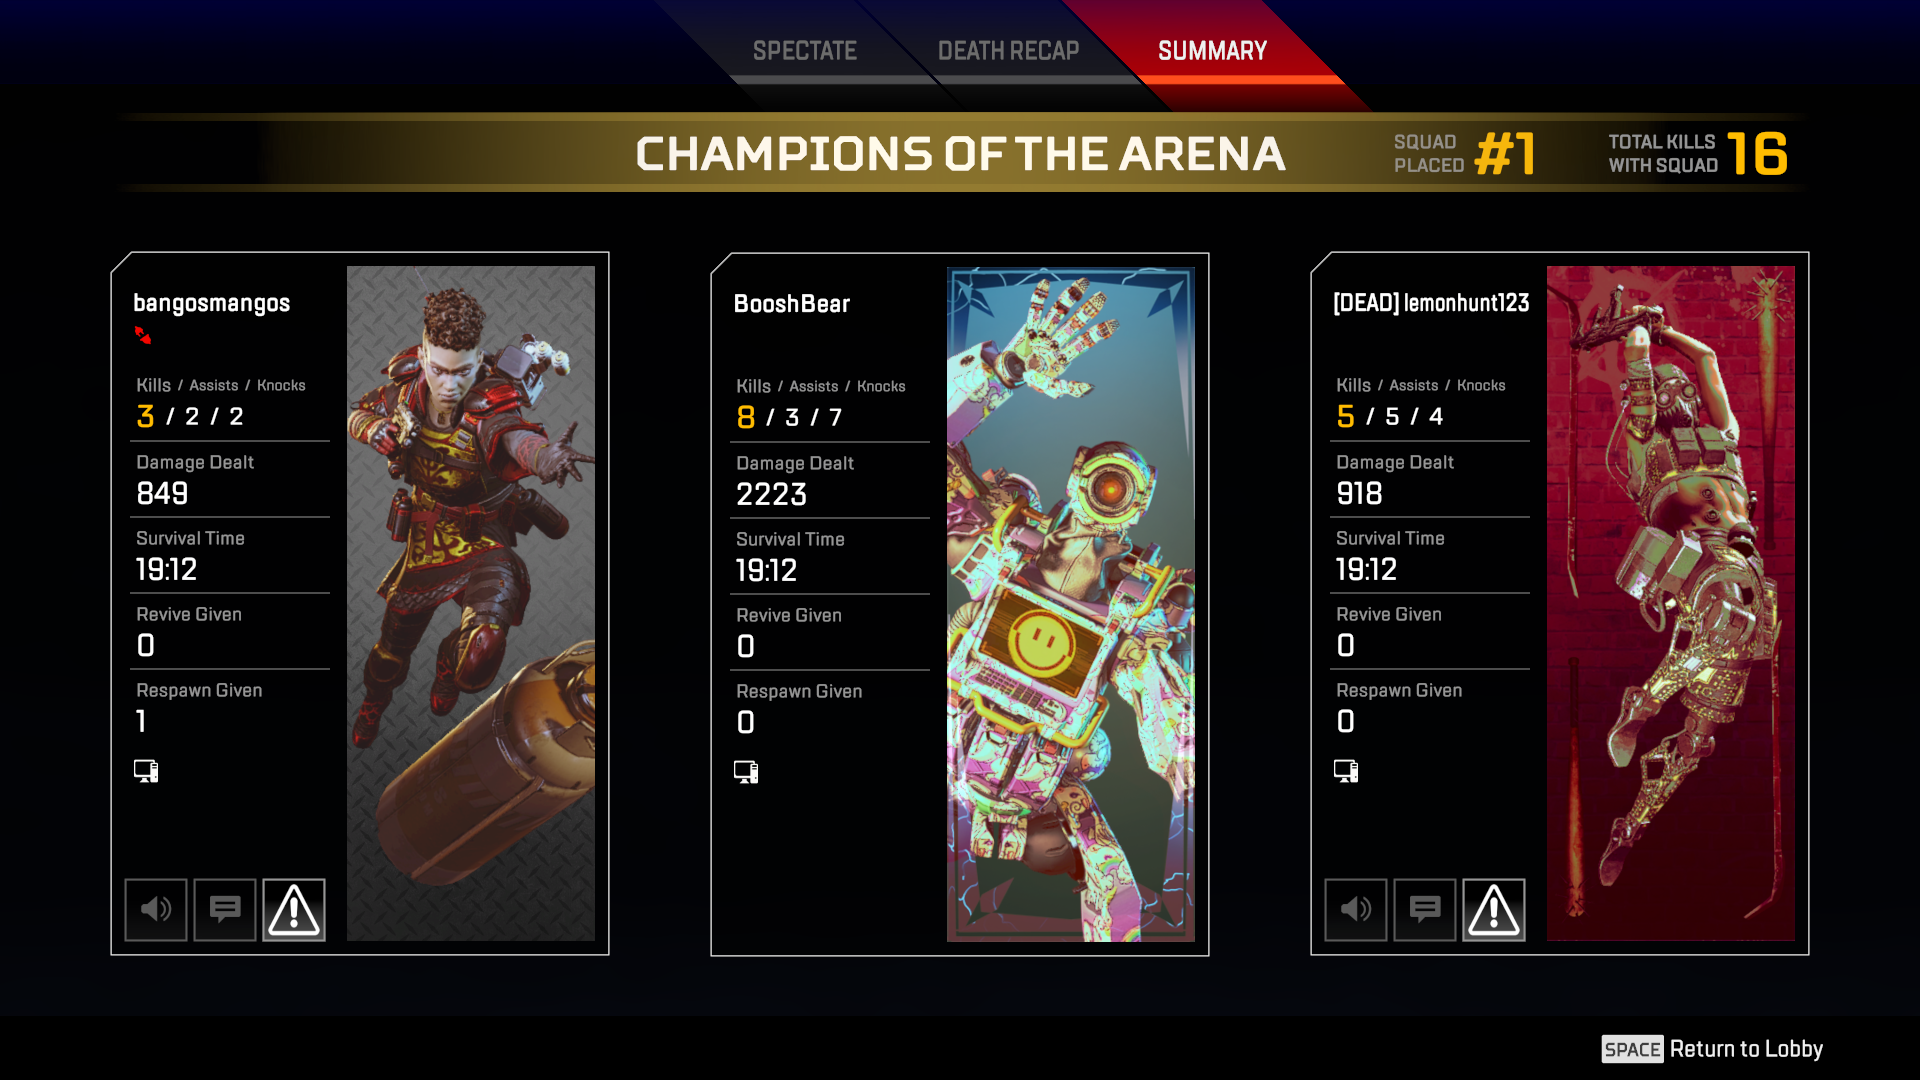 SPECTATE
DEATH RECAP
SUMMARY
CHAMPIONS OF THE ARENA
SQUAD PLACED #1
TOTAL KILLS WITH SQUAD 16
bangosmangos
Kills / Assists / Knocks
3 / 2 / 2
Damage Dealt
849
Survival Time
19:12
Revive Given
0
Respawn Given
1
BooshBear
Kills / Assists / Knocks
8 / 3 / 7
Damage Dealt
2223
Survival Time
19:12
Revive Given
0
Respawn Given
0
[DEAD] lemonhunt123
Kills / Assists / Knocks
5 / 5 / 4
Damage Dealt
918
Survival Time
19:12
Revive Given
0
Respawn Given
0
SPACE Return to Lobby